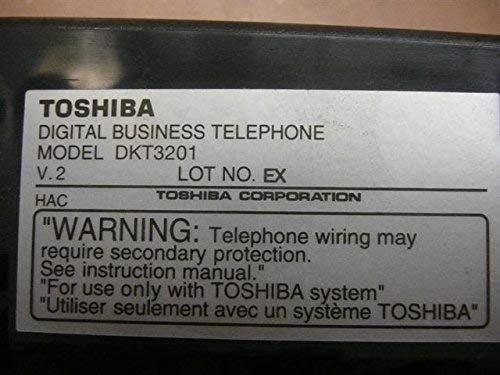 TOSHIBA
DIGITAL BUSINESS TELEPHONE
MODEL DKT3201
V.2 LOT NO. EX
HAC TOSHIBA CORPORATION
"WARNING: Telephone wiring may
require secondary protection.
See instruction manual."
"For use only with TOSHIBA system"
"Utiliser seulement avec un système TOSHIBA"